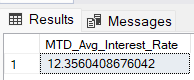 Results Messages
MTD_Avg_Interest_Rate
1 12.3560408676042